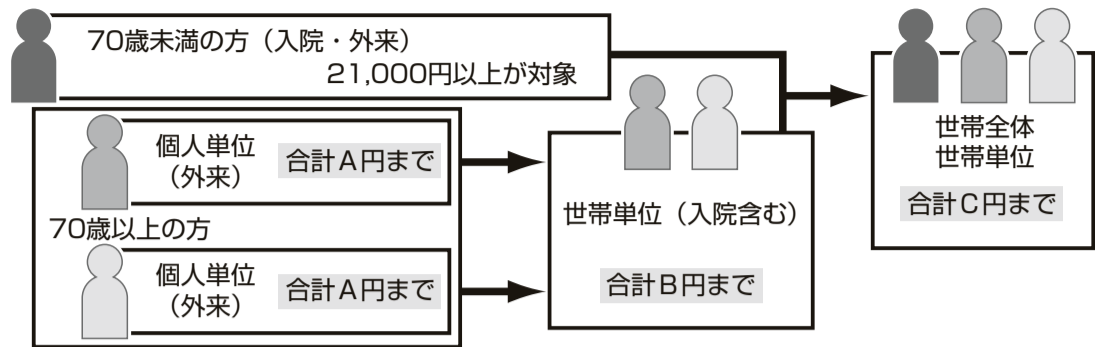 70歳未満の方（入院・外来）
21,000円以上が対象
個人単位
（外来）
合計A円まで
70歳以上の方
個人単位
（外来）
合計A円まで
世帯単位（入院含む）
合計B円まで
世帯全体
世帯単位
合計C円まで